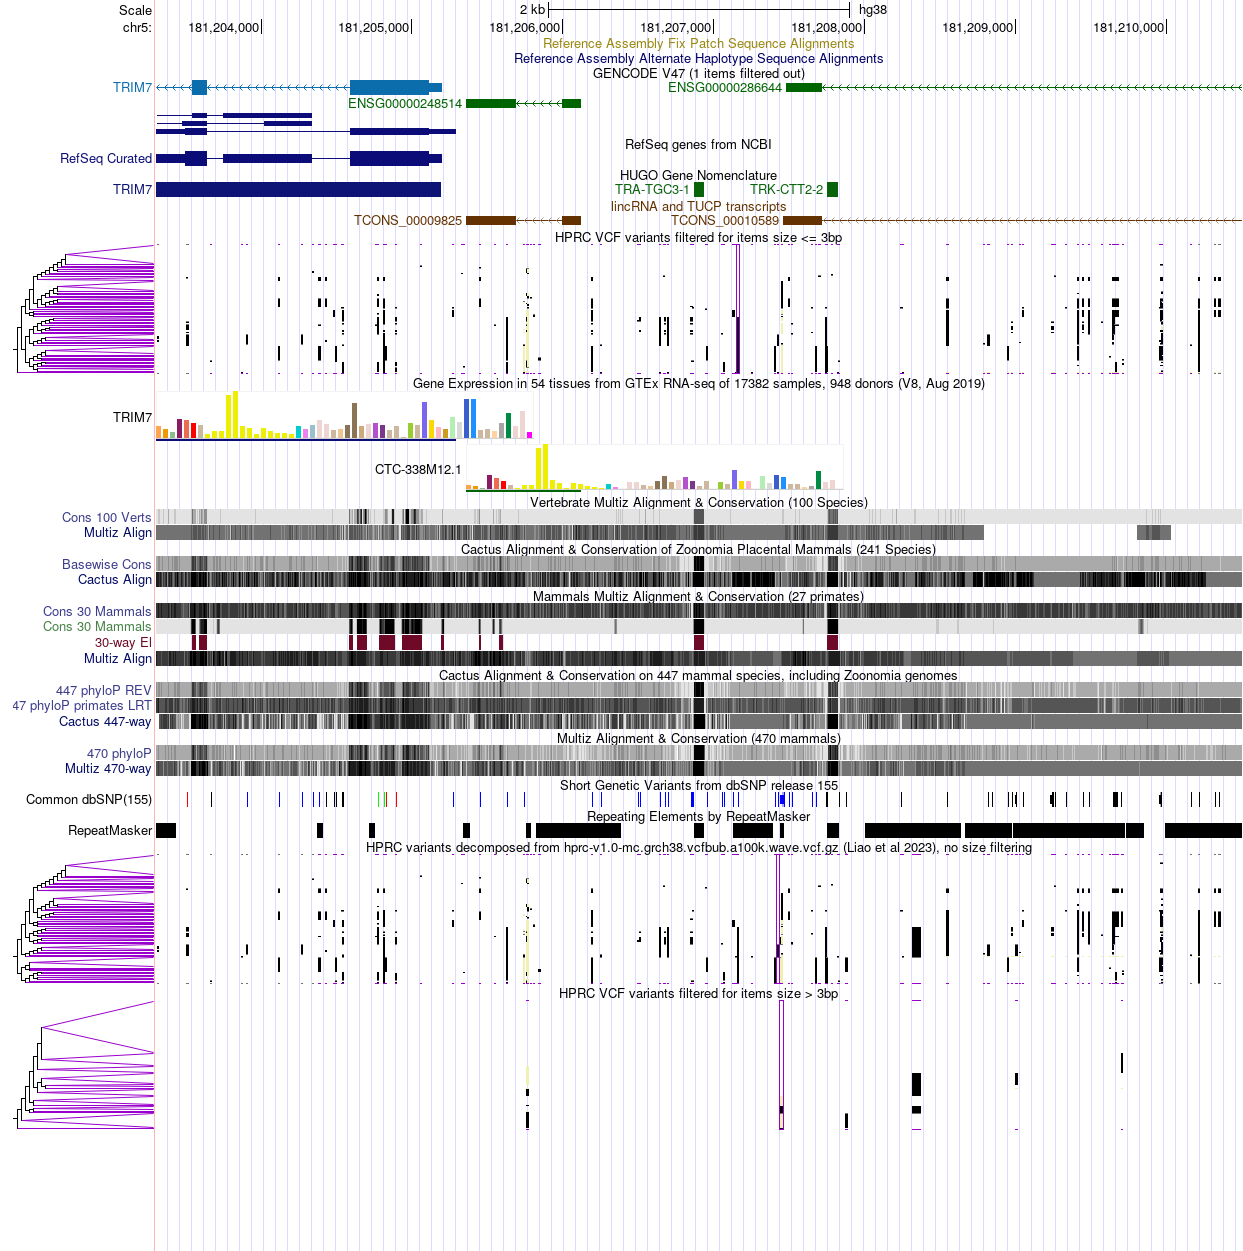 Scale 2 kb hg38
chr5: 181,204,000 181,205,000 181,206,000 181,207,000 181,208,000 181,209,000 181,210,000
Reference Assembly Fix Patch Sequence Alignments
Reference Assembly Alternate Haplotype Sequence Alignments
GENCODE V47 (1 items filtered out)
TRIM7 ENSG00000286644
ENSG00000248514
RefSeq genes from NCBI
RefSeq Curated
HUGO Gene Nomenclature
TRIM7 TRA-TGC3-1 TRK-CTT2-2
lincRNA and TUCP transcripts
TCONS_00009825 TCONS_00010589
HPRC VCF variants filtered for items size <= 3bp
Gene Expression in 54 tissues from GTEx RNA-seq of 17382 samples, 948 donors (V8, Aug 2019)
TRIM7
CTC-338M12.1
Vertebrate Multiz Alignment & Conservation (100 Species)
Cons 100 Verts
Multiz Align
Cactus Alignment & Conservation of Zoonomia Placental Mammals (241 Species)
Basewise Cons
Cactus Align
Mammals Multiz Alignment & Conservation (27 primates)
Cons 30 Mammals
Cons 30 Mammals
30-way El
Multiz Align
Cactus Alignment & Conservation on 447 mammal species, including Zoonomia genomes
447 phyloP REV
47 phyloP primates LRT
Cactus 447-way
Multiz Alignment & Conservation (470 mammals)
470 phyloP
Multiz 470-way
Short Genetic Variants from dbSNP release 155
Common dbSNP(155)
Repeating Elements by RepeatMasker
RepeatMasker
HPRC variants decomposed from hprc-v1.0-mc.grch38.vcfbub.a100k.wave.vcf.gz (Liao et al 2023), no size filtering
HPRC VCF variants filtered for items size > 3bp